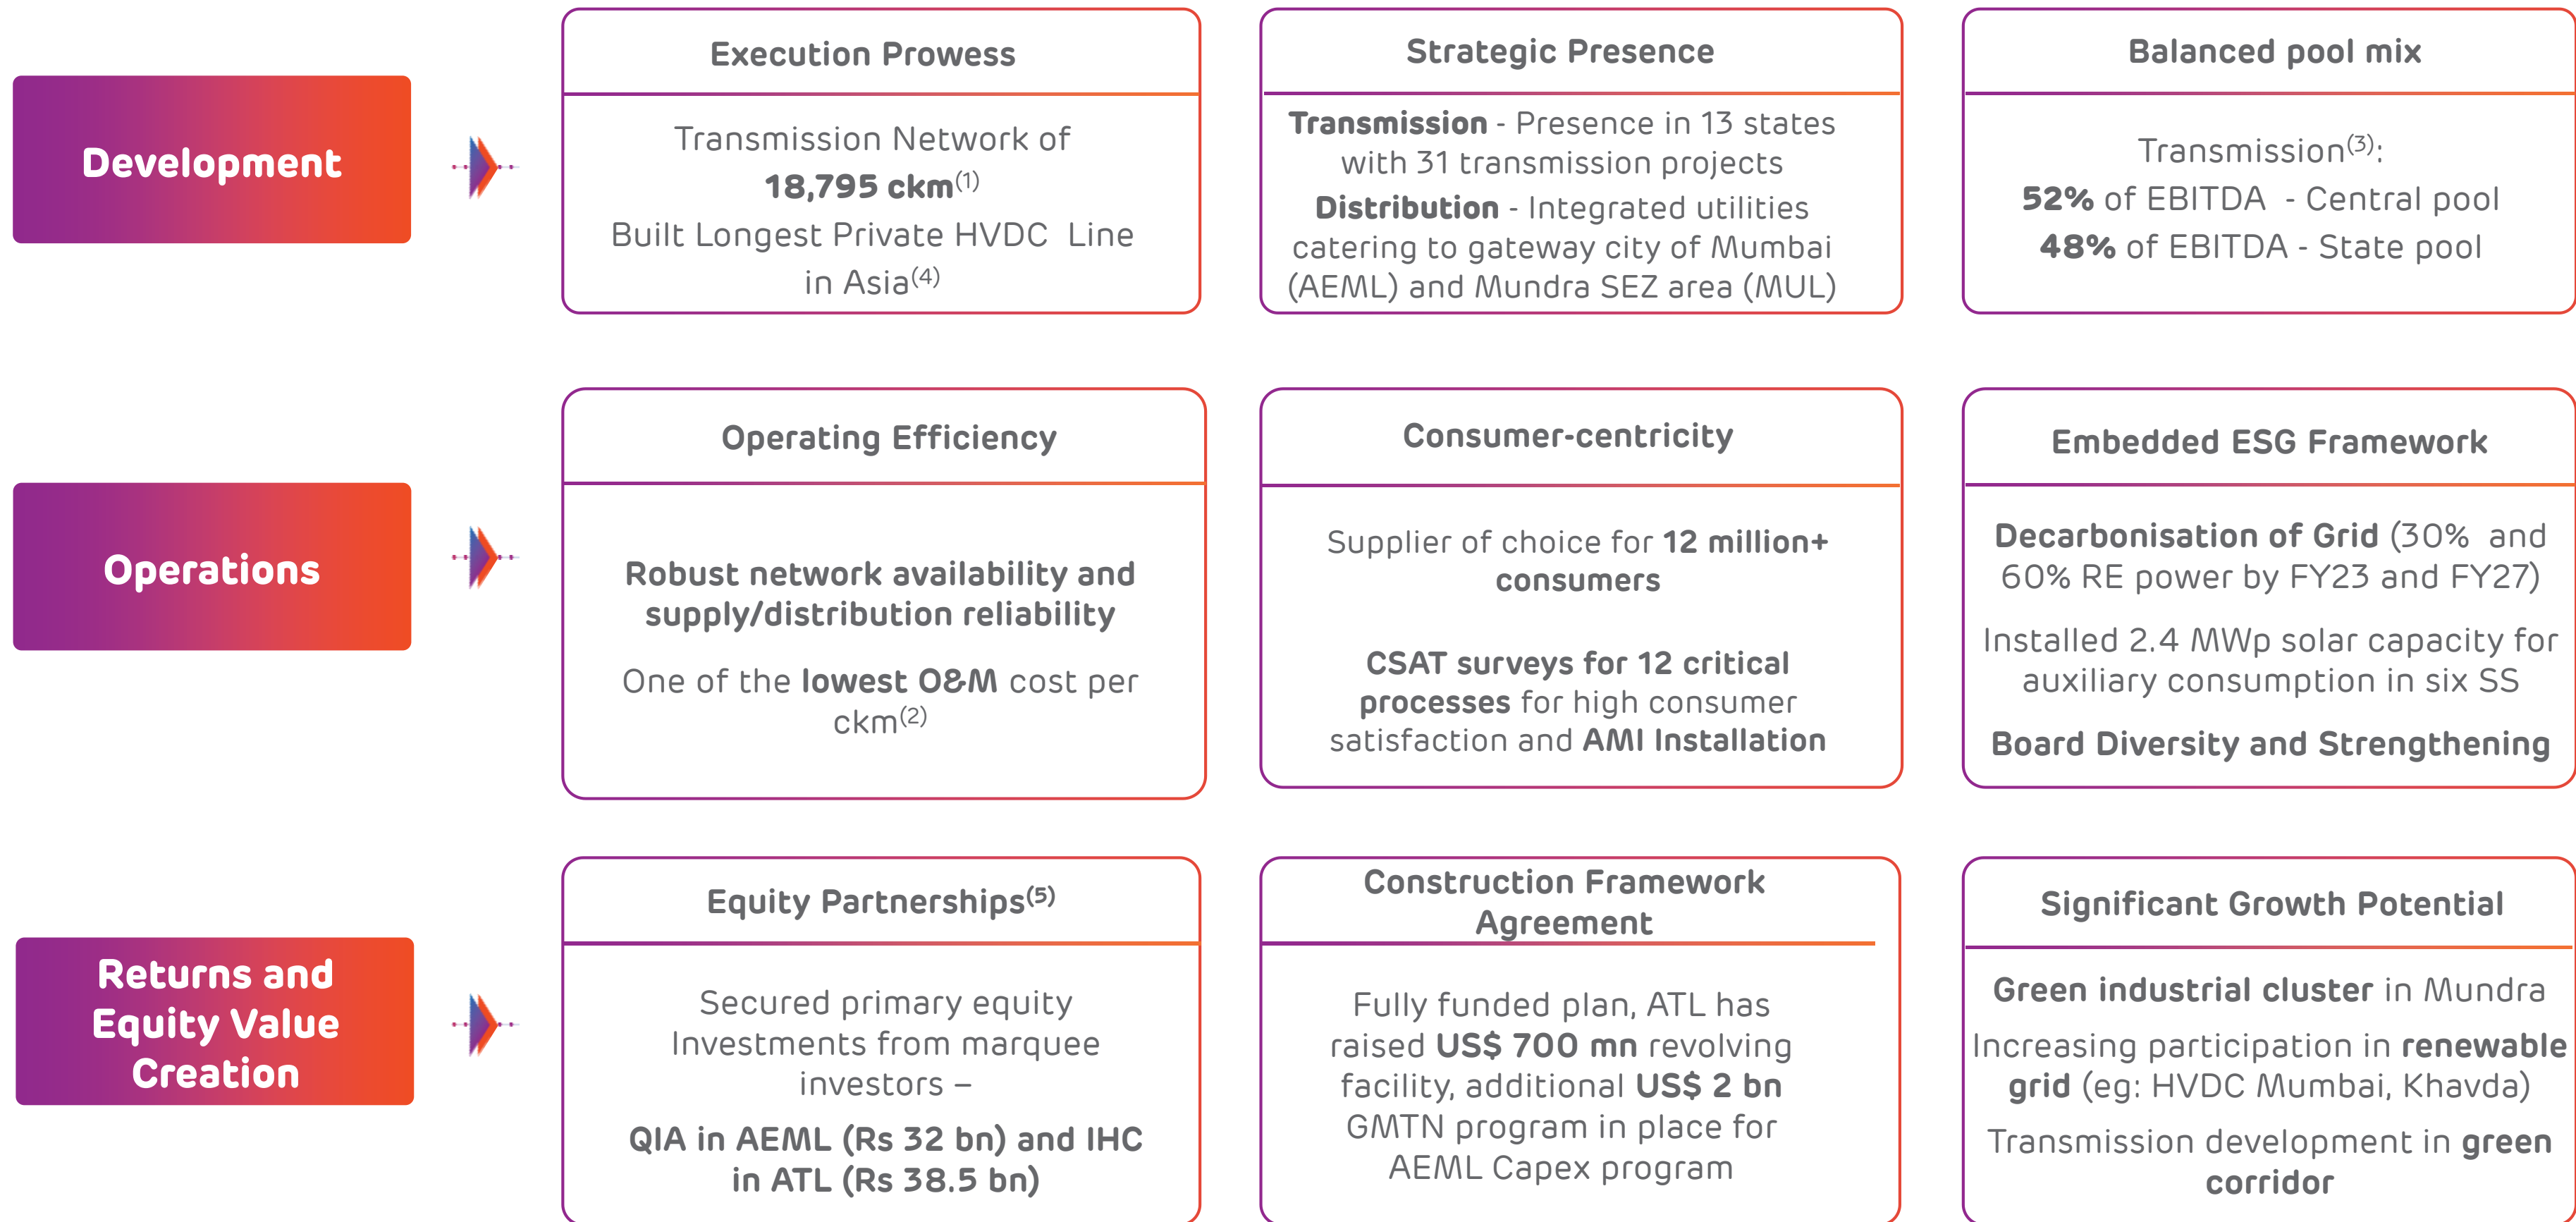 Development
Execution Prowess
Transmission Network of
18,795 ckm(1)
Built Longest Private HVDC Line
in Asia(4)
Strategic Presence
Transmission - Presence in 13 states
with 31 transmission projects
Distribution - Integrated utilities
catering to gateway city of Mumbai
(AEML) and Mundra SEZ area (MUL)
Balanced pool mix
Transmission(3):
52% of EBITDA - Central pool
48% of EBITDA - State pool
Operations
Operating Efficiency
Robust network availability and
supply/distribution reliability
One of the lowest O&M cost per
ckm(2)
Consumer-centricity
Supplier of choice for 12 million+
consumers
CSAT surveys for 12 critical
processes for high consumer
satisfaction and AMI Installation
Embedded ESG Framework
Decarbonisation of Grid (30% and
60% RE power by FY23 and FY27)
Installed 2.4 MWp solar capacity for
auxiliary consumption in six SS
Board Diversity and Strengthening
Returns and
Equity Value
Creation
Equity Partnerships(5)
Secured primary equity
Investments from marquee
investors –
QIA in AEML (Rs 32 bn) and IHC
in ATL (Rs 38.5 bn)
Construction Framework
Agreement
Fully funded plan, ATL has
raised US$ 700 mn revolving
facility, additional US$ 2 bn
GMTN program in place for
AEML Capex program
Significant Growth Potential
Green industrial cluster in Mundra
Increasing participation in renewable
grid (eg: HVDC Mumbai, Khavda)
Transmission development in green
corridor